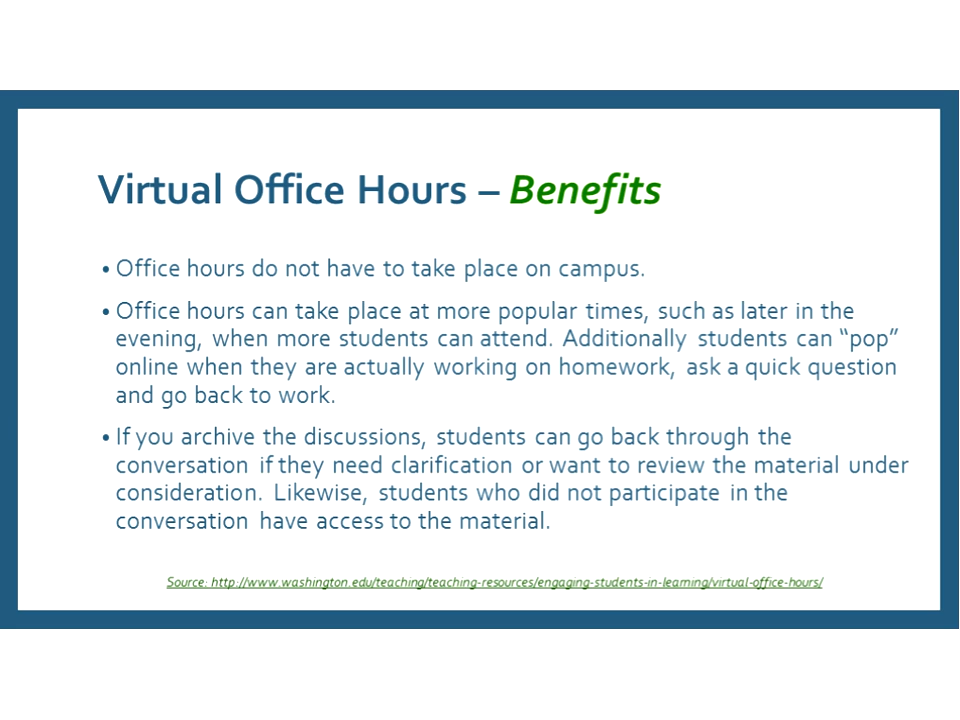 Virtual Office Hours – Benefits
• Office hours do not have to take place on campus.
• Office hours can take place at more popular times, such as later in the
evening, when more students can attend. Additionally students can “pop”
online when they are actually working on homework, ask a quick question
and go back to work.
• If you archive the discussions, students can go back through the
conversation if they need clarification or want to review the material under
consideration. Likewise, students who did not participate in the
conversation have access to the material.
Source: http://www.washington.edu/teaching/teaching-resources/engaging-students-in-learning/virtual-office-hours/